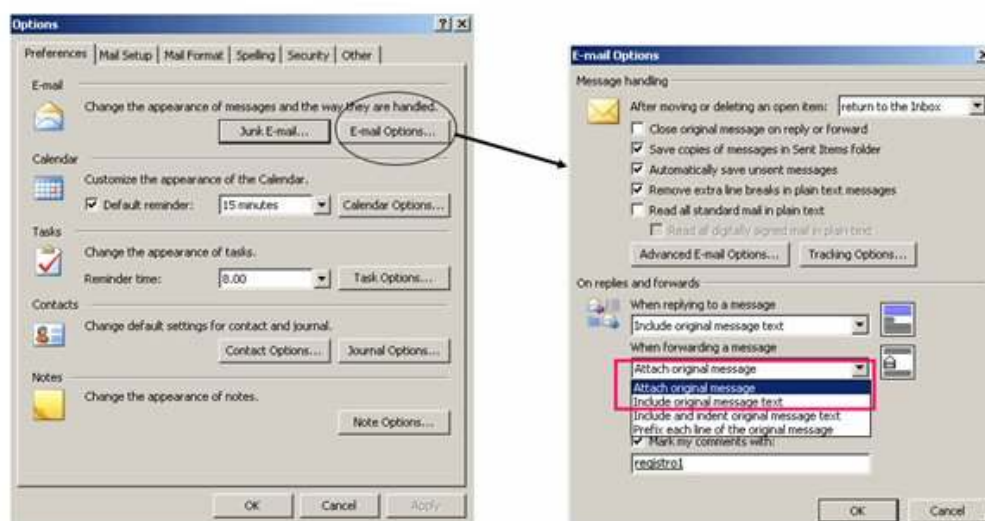 Options
Preferences Mail Setup Mail Format Spelling Security Other
E-mail
Change the appearance of messages and the way they are handled.
Junk E-mail... E-mail Options...
Calendar
Customize the appearance of the Calendar.
Default reminder: 15 minutes Calendar Options...
Tasks
Change the appearance of tasks.
Reminder time: 8.00 Task Options...
Contacts
Change default settings for contact and journal.
Contact Options... Journal Options...
Notes
Change the appearance of notes.
Note Options...
OK Cancel Apply
E-mail Options
Message handling
After moving or deleting an open item: return to the Inbox
Close original message on reply or forward
Save copies of messages in Sent Items folder
Automatically save unsent messages
Remove extra line breaks in plain text messages
Read all standard mail in plain text
Read all digitally signed mail in plain text
Advanced E-mail Options... Tracking Options...
On replies and forwards
When replying to a message
Include original message text
When forwarding a message
Attach original message
Attach original message
Include original message text
Include and indent original message text
Prefix each line of the original message
Mark my comments with:
registro1
OK Cancel